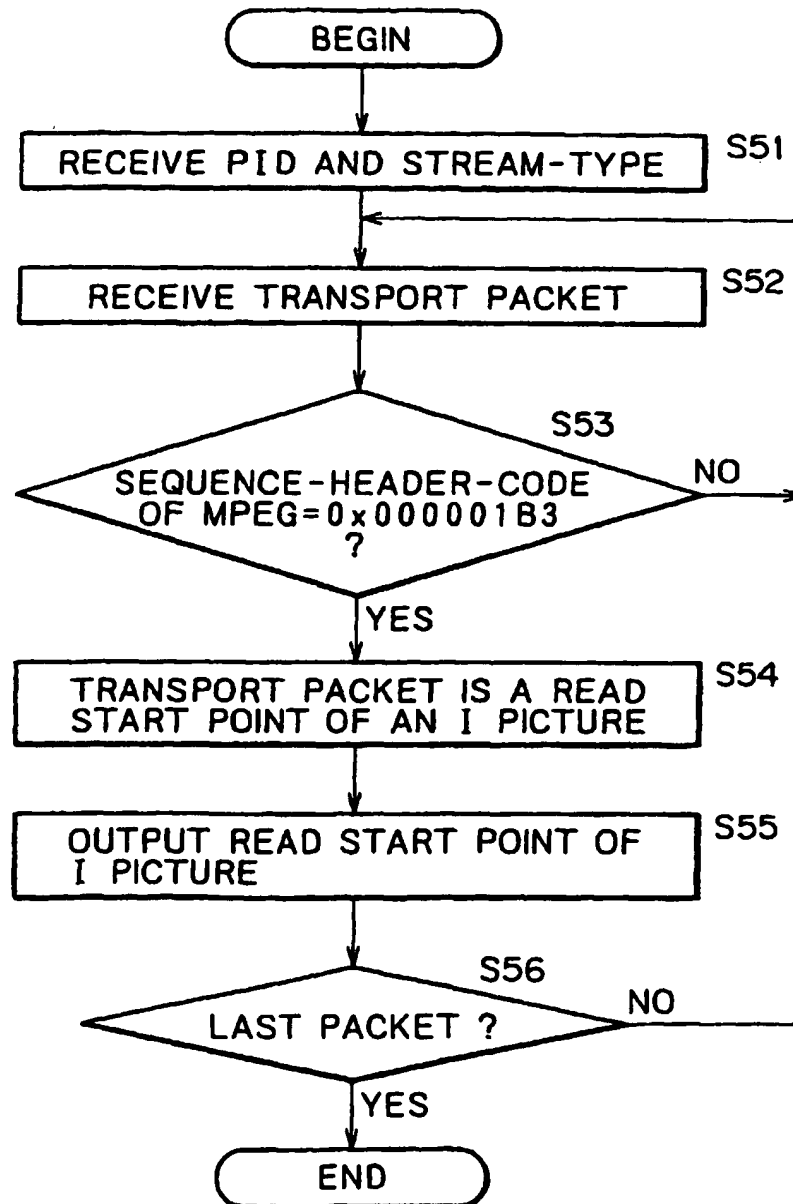 BEGIN
RECEIVE PID AND STREAM-TYPE
S51
RECEIVE TRANSPORT PACKET
S52
S53
SEQUENCE-HEADER-CODE
OF MPEG=0x000001B3
?
NO
YES
TRANSPORT PACKET IS A READ
START POINT OF AN I PICTURE
S54
OUTPUT READ START POINT OF
I PICTURE
S55
S56
LAST PACKET ?
NO
YES
END